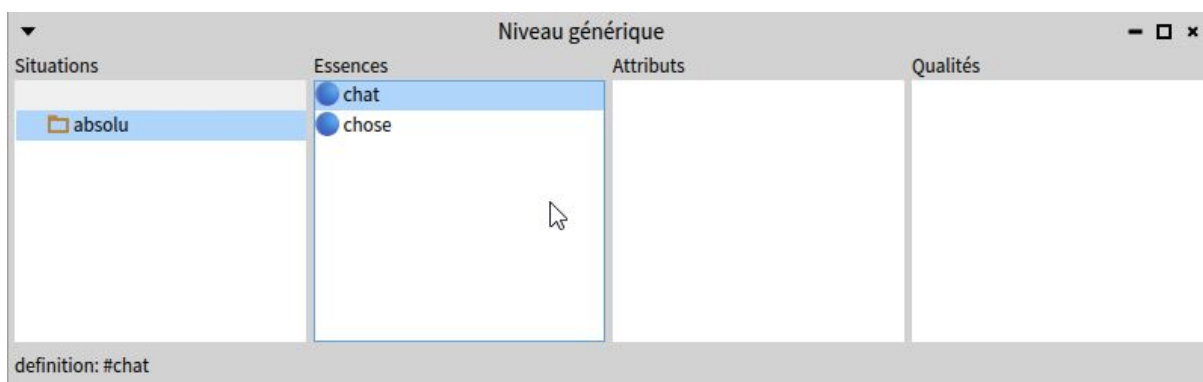 Niveau générique
Situations
Essences
Attributs
Qualités
absolu
chat
chose
definition: #chat